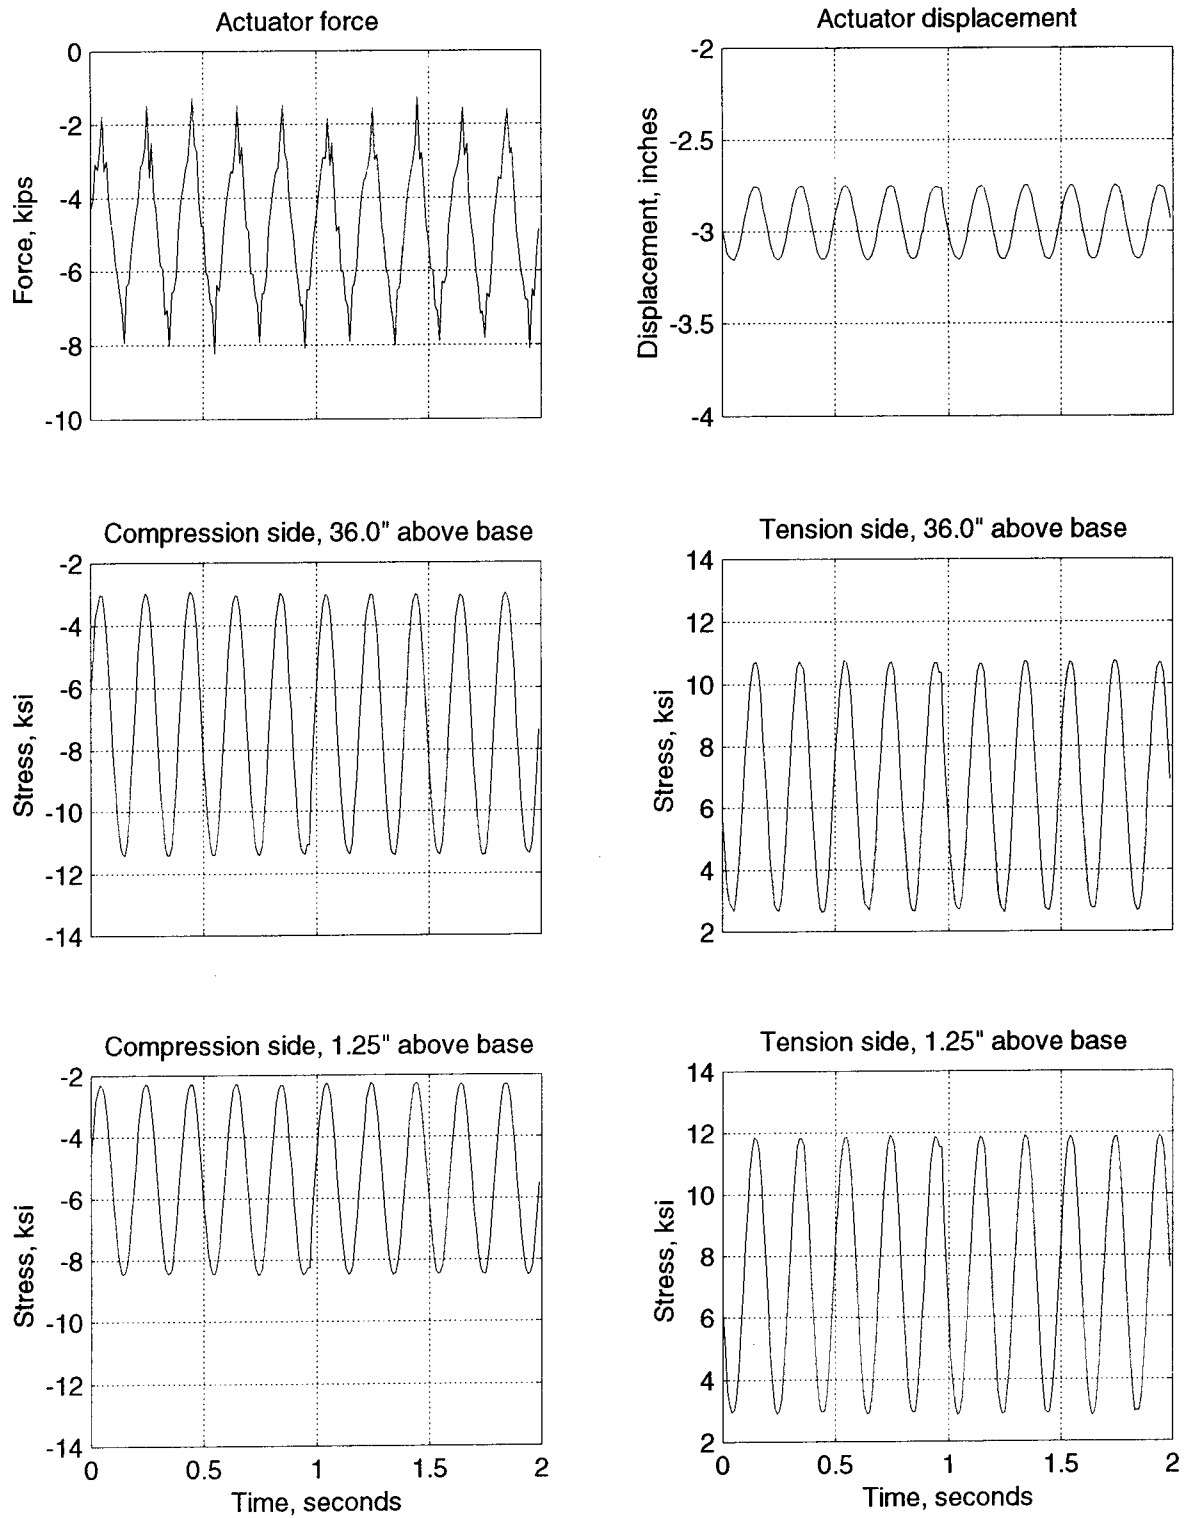 Actuator force
0
-2
-4
-6
-8
-10
Force, kips
Actuator displacement
-2
-2.5
-3
-3.5
-4
Displacement, inches
Compression side, 36.0" above base
-2
-4
-6
-8
-10
-12
-14
Stress, ksi
Tension side, 36.0" above base
14
12
10
8
6
4
2
Stress, ksi
Compression side, 1.25" above base
-2
-4
-6
-8
-10
-12
-14
Stress, ksi
0 0.5 1 1.5 2
Time, seconds
Tension side, 1.25" above base
14
12
10
8
6
4
2
Stress, ksi
0 0.5 1 1.5 2
Time, seconds